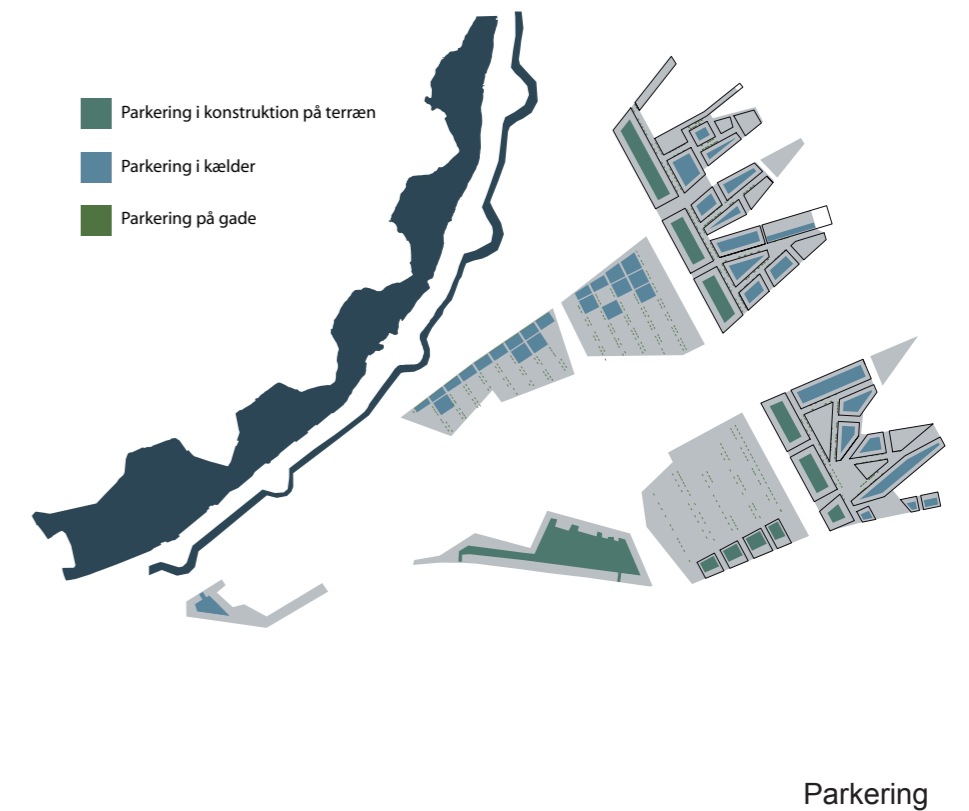 Parkering i konstruktion på terræn
Parkering i kælder
Parkering på gade
Parkering